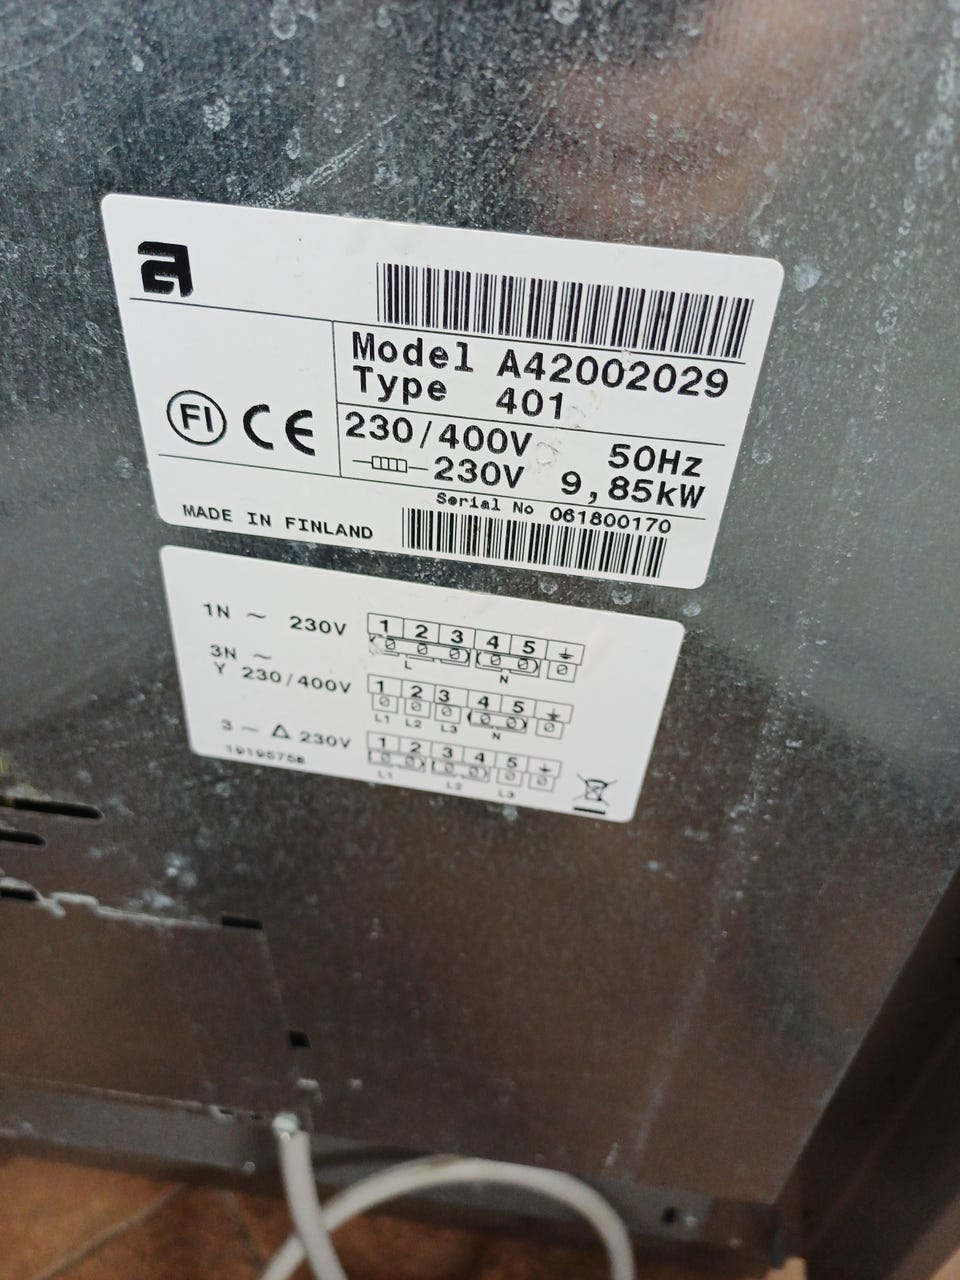 a
Model A42002029
Type 401
FI CE
230/400V 50Hz
230V 9,85kW
Serial No 061800170
MADE IN FINLAND
1N ~ 230V
1 2 3 4 5
L N
3N ~
Y 230/400V
1 2 3 4 5
L1 L2 L3 N
3 ~ Δ 230V
1 2 3 4 5
L1 L2 L3